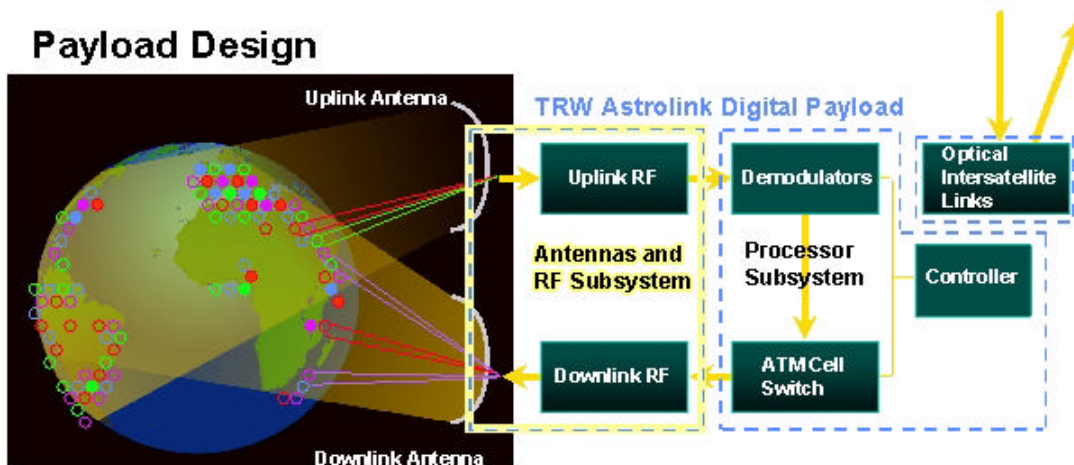 Payload Design
Uplink Antenna
TRW Astrolink Digital Payload
Uplink RF
Demodulators
Optical
Intersatellite
Links
Antennas and
RF Subsystem
Processor
Subsystem
Controller
Downlink RF
ATM Cell
Switch
Downlink Antenna